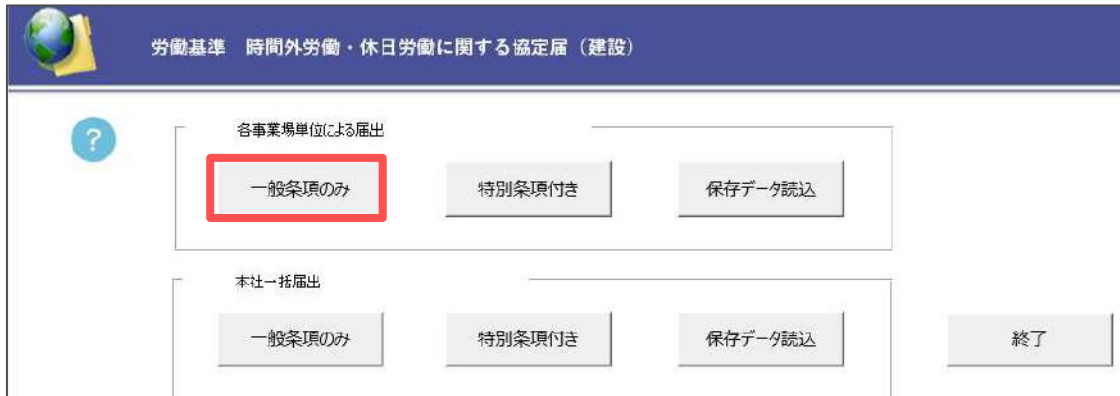 労働基準　時間外労働・休日労働に関する協定届（建設）
?
各事業場単位による届出
一般条項のみ
特別条項付き
保存データ読込
本社一括届出
一般条項のみ
特別条項付き
保存データ読込
終了